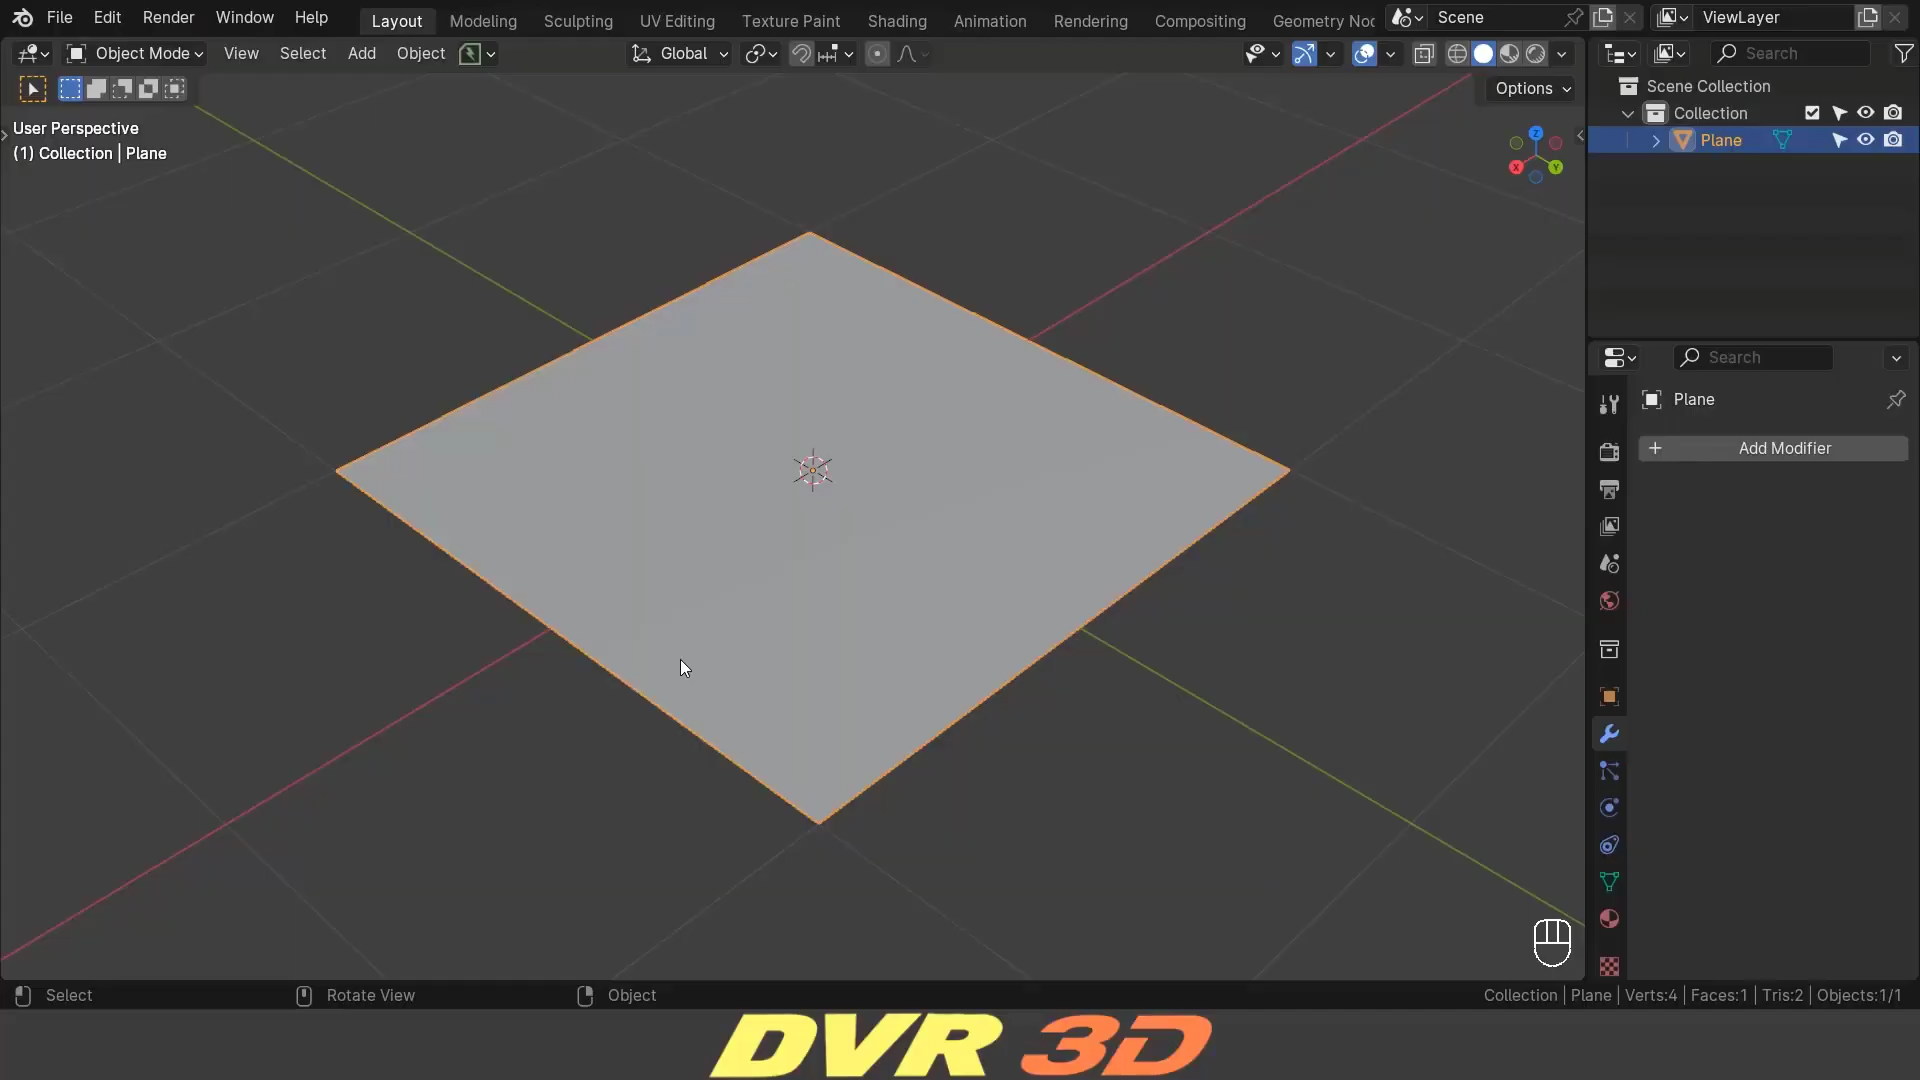 File Edit Render Window Help Layout Modeling Sculpting UV Editing Texture Paint Shading Animation Rendering Compositing Geometry Noc Scene ViewLayer
Object Mode View Select Add Object Global Search
Options
User Perspective
(1) Collection | Plane
Z
X
Y
Scene Collection
Collection
Plane
Search
Plane
+ Add Modifier
Select Rotate View Object Collection | Plane | Verts:4 | Faces:1 | Tris:2 | Objects:1/1
DVR 3D